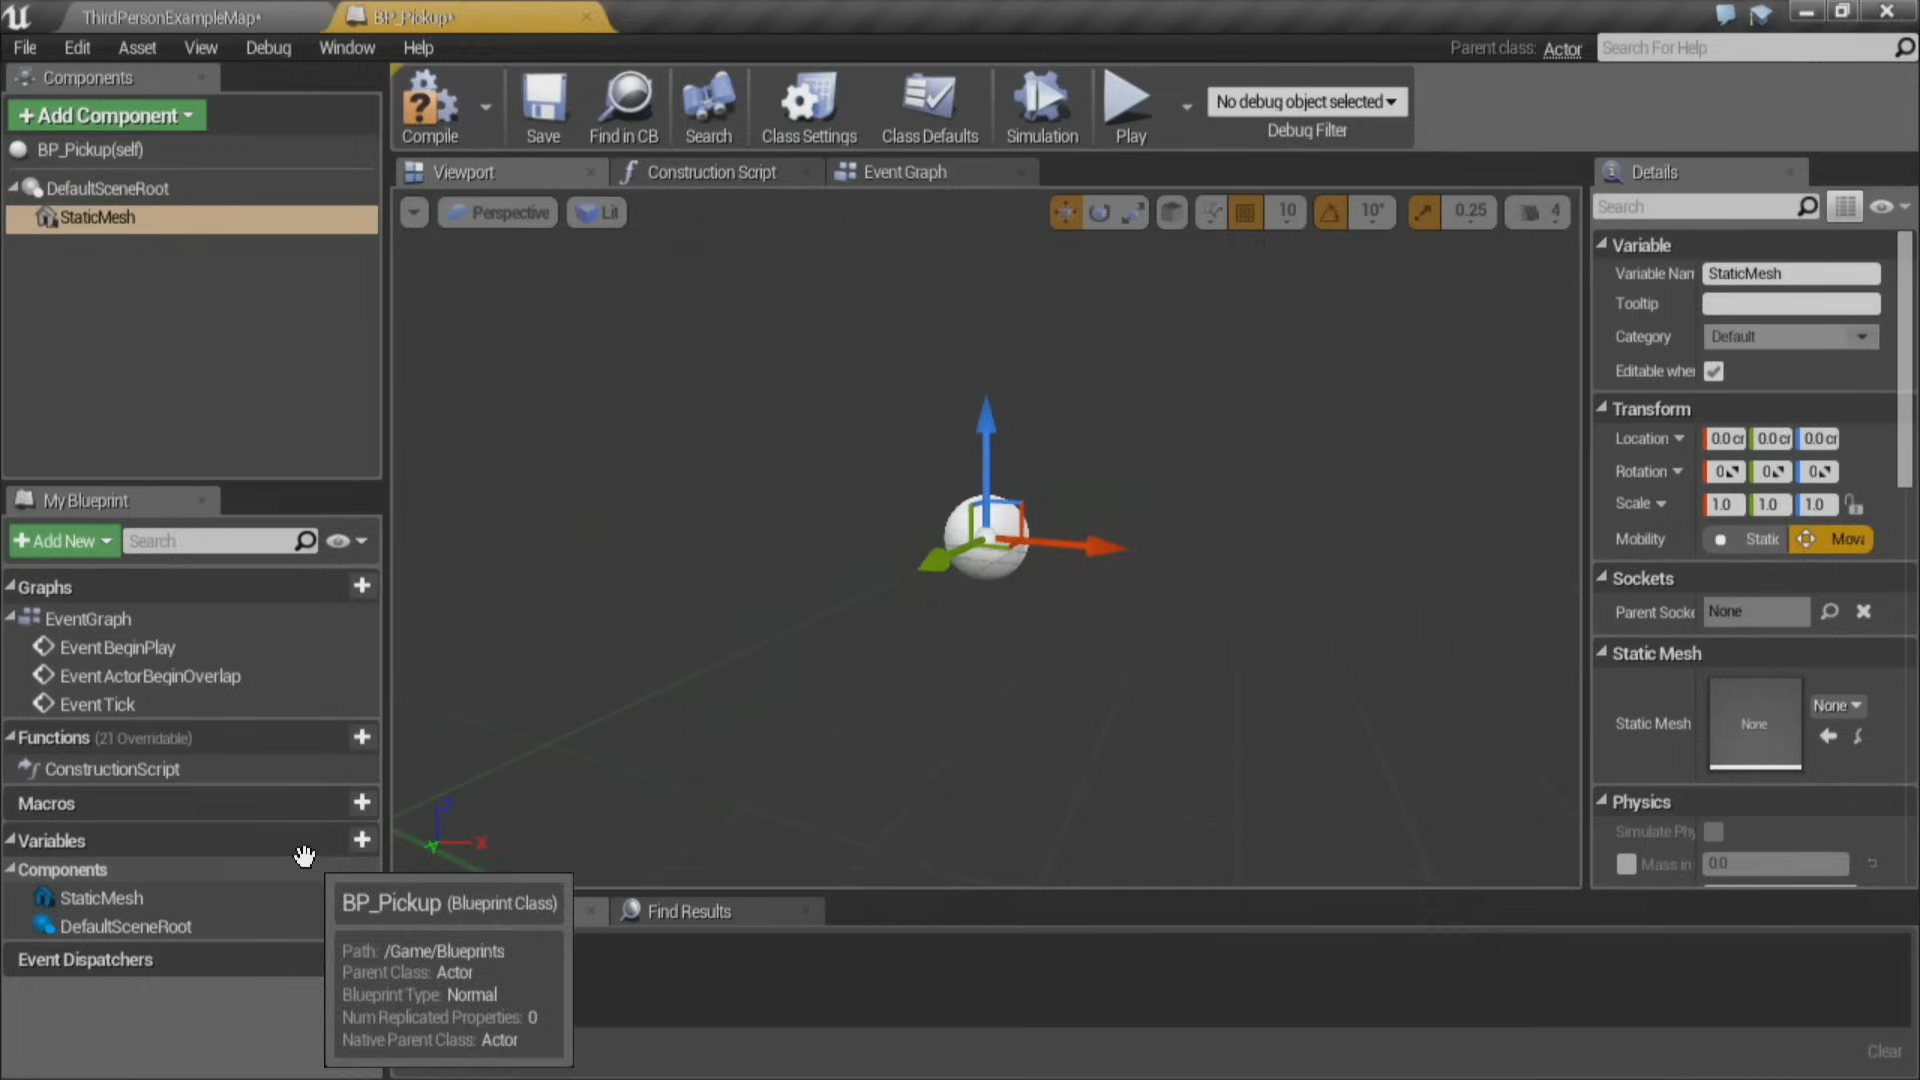 ThirdPersonExampleMap*
BP_Pickup*
File Edit Asset View Debug Window Help
Parent class: Actor
Search For Help
Components
+ Add Component
BP_Pickup(self)
DefaultSceneRoot
StaticMesh
Compile
Save
Find in CB
Search
Class Settings
Class Defaults
Simulation
Play
No debug object selected
Debug Filter
Viewport
Construction Script
Event Graph
Perspective
Lit
10
10°
0.25
4
Z
X
Y
My Blueprint
+ Add New
Search
Graphs
EventGraph
Event BeginPlay
Event ActorBeginOverlap
Event Tick
Functions (21 Overridable)
ConstructionScript
Macros
Variables
Components
StaticMesh
DefaultSceneRoot
Event Dispatchers
BP_Pickup (Blueprint Class)
Path: /Game/Blueprints
Parent Class: Actor
Blueprint Type: Normal
Num Replicated Properties: 0
Native Parent Class: Actor
Find Results
Clear
Details
Search
Variable
Variable Nam StaticMesh
Tooltip
Category Default
Editable wher
Transform
Location 0.0 cr 0.0 cr 0.0 cr
Rotation 0 0 0
Scale 1.0 1.0 1.0
Mobility Static Mova
Sockets
Parent Socke None
Static Mesh
Static Mesh None None
Physics
Simulate Phy
Mass in 0.0